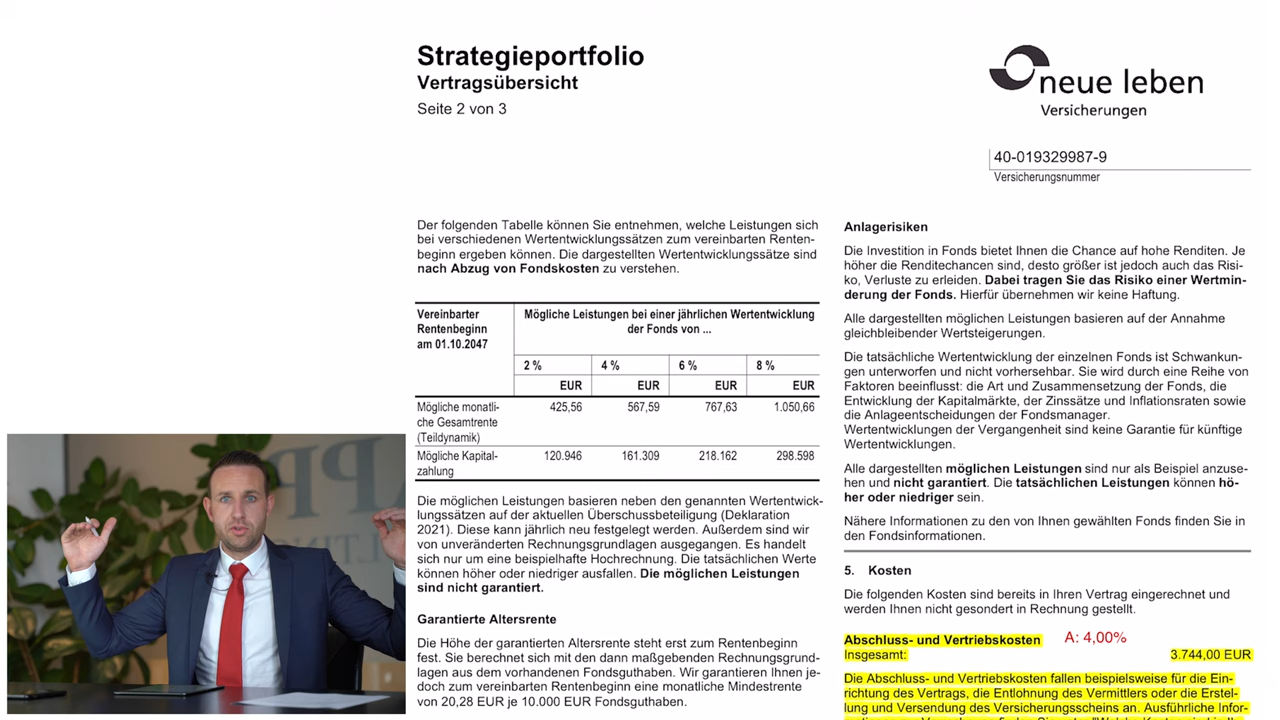 Strategieportfolio
Vertragsübersicht
Seite 2 von 3
neue leben
Versicherungen
40-019329987-9
Versicherungsnummer
Der folgenden Tabelle können Sie entnehmen, welche Leistungen sich
bei verschiedenen Wertentwicklungssätzen zum vereinbarten Renten-
beginn ergeben können. Die dargestellten Wertentwicklungssätze sind
nach Abzug von Fondskosten zu verstehen.
Vereinbarter
Rentenbeginn
am 01.10.2047
Mögliche Leistungen bei einer jährlichen Wertentwicklung
der Fonds von ...
2 % 4 % 6 % 8 %
EUR EUR EUR EUR
Mögliche monatli- 425,56 567,59 767,63 1.050,66
che Gesamtrente
(Teildynamik)
Mögliche Kapital- 120.946 161.309 218.162 298.598
zahlung
Die möglichen Leistungen basieren neben den genannten Wertentwick-
lungssätzen auf der aktuellen Überschussbeteiligung (Deklaration
2021). Diese kann jährlich neu festgelegt werden. Außerdem sind wir
von unveränderten Rechnungsgrundlagen ausgegangen. Es handelt
sich nur um eine beispielhafte Hochrechnung. Die tatsächlichen Werte
können höher oder niedriger ausfallen. Die möglichen Leistungen
sind nicht garantiert.
Garantierte Altersrente
Die Höhe der garantierten Altersrente steht erst zum Rentenbeginn
fest. Sie berechnet sich mit den dann maßgebenden Rechnungsgrund-
lagen aus dem vorhandenen Fondsguthaben. Wir garantieren Ihnen je-
doch zum vereinbarten Rentenbeginn eine monatliche Mindestrente
von 20,28 EUR je 10.000 EUR Fondsguthaben.
Anlagerisiken
Die Investition in Fonds bietet Ihnen die Chance auf hohe Renditen. Je
höher die Renditechancen sind, desto größer ist jedoch auch das Risi-
ko, Verluste zu erleiden. Dabei tragen Sie das Risiko einer Wertmin-
derung der Fonds. Hierfür übernehmen wir keine Haftung.
Alle dargestellten möglichen Leistungen basieren auf der Annahme
gleichbleibender Wertsteigerungen.
Die tatsächliche Wertentwicklung der einzelnen Fonds ist Schwankun-
gen unterworfen und nicht vorhersehbar. Sie wird durch eine Reihe von
Faktoren beeinflusst: die Art und Zusammensetzung der Fonds, die
Entwicklung der Kapitalmärkte, der Zinssätze und Inflationsraten sowie
die Anlageentscheidungen der Fondsmanager.
Wertentwicklungen der Vergangenheit sind keine Garantie für künftige
Wertentwicklungen.
Alle dargestellten möglichen Leistungen sind nur als Beispiel anzuse-
hen und nicht garantiert. Die tatsächlichen Leistungen können hö-
her oder niedriger sein.
Nähere Informationen zu den von Ihnen gewählten Fonds finden Sie in
den Fondsinformationen.
5. Kosten
Die folgenden Kosten sind bereits in Ihren Vertrag eingerechnet und
werden Ihnen nicht gesondert in Rechnung gestellt.
Abschluss- und Vertriebskosten A: 4,00%
Insgesamt: 3.744,00 EUR
Die Abschluss- und Vertriebskosten fallen beispielsweise für die Ein-
richtung des Vertrags, die Entlohnung des Vermittlers oder die Erstel-
lung und Versendung des Versicherungsscheins an. Ausführliche Infor-